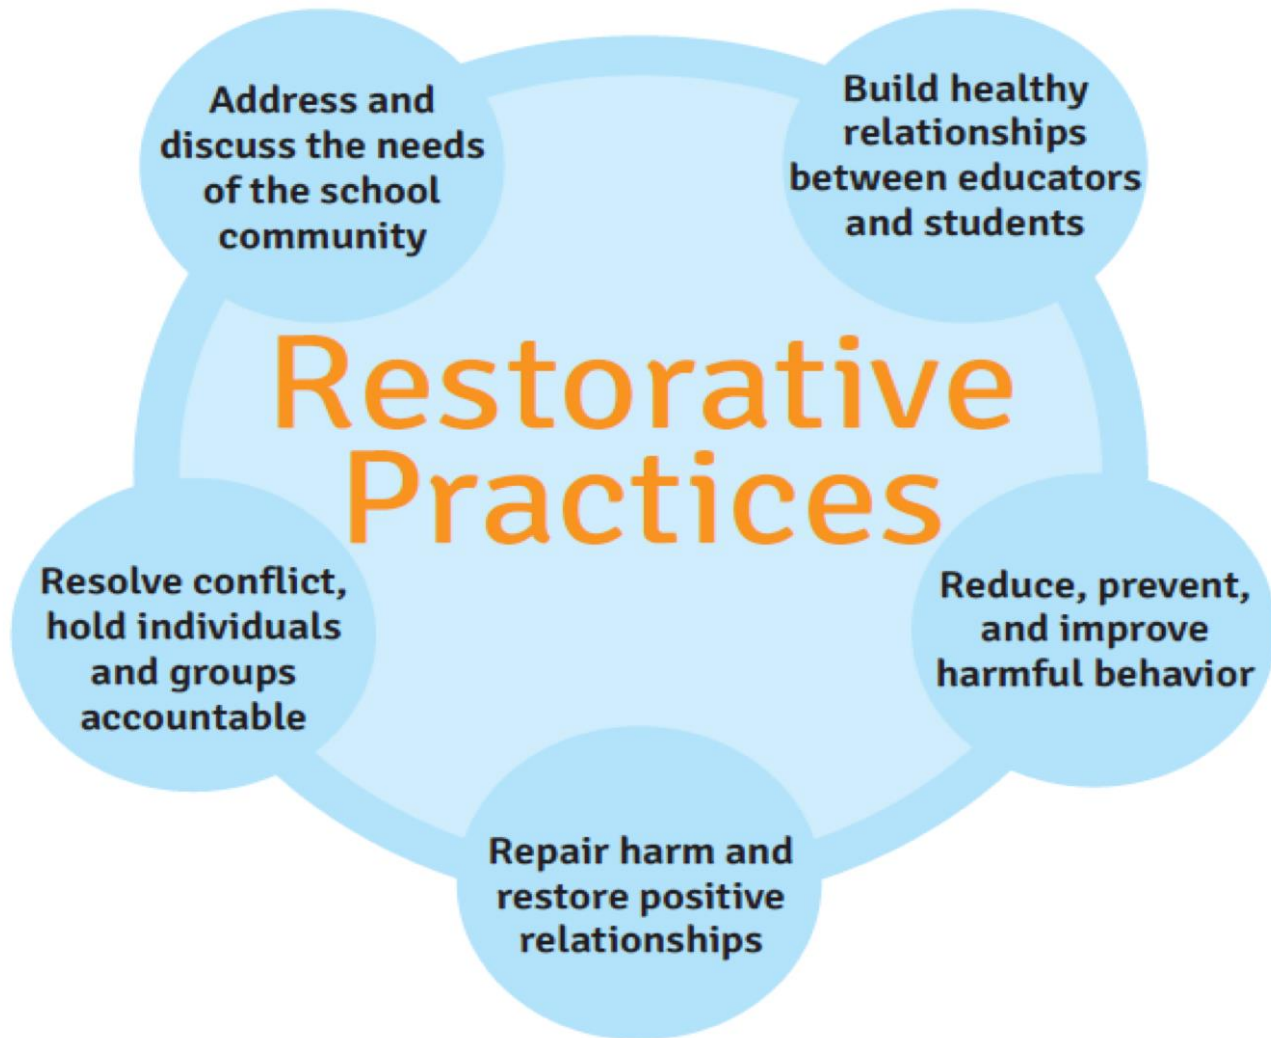 Address and
discuss the needs
of the school
community
Build healthy
relationships
between educators
and students
Restorative
Practices
Resolve conflict,
hold individuals
and groups
accountable
Reduce, prevent,
and improve
harmful behavior
Repair harm and
restore positive
relationships